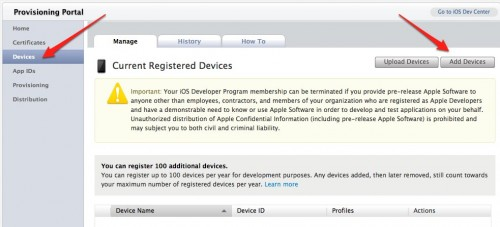 Provisioning Portal
Go to iOS Dev Center
Home
Certificates
Devices
App IDs
Provisioning
Distribution
Manage
History
How To
Current Registered Devices
Upload Devices
Add Devices
Important: Your iOS Developer Program membership can be terminated if you provide pre-release Apple Software to
anyone other than employees, contractors, and members of your organization who are registered as Apple Developers
and have a demonstrable need to know or use Apple Software in order to develop and test applications on your behalf.
Unauthorized distribution of Apple Confidential Information (including pre-release Apple Software) is prohibited and
may subject you to both civil and criminal liability.
You can register 100 additional devices.
You can register up to 100 devices per year for development purposes. Any devices added, then later removed, still count towards
your maximum number of registered devices per year. Learn more
Device Name
Device ID
Profiles
Actions